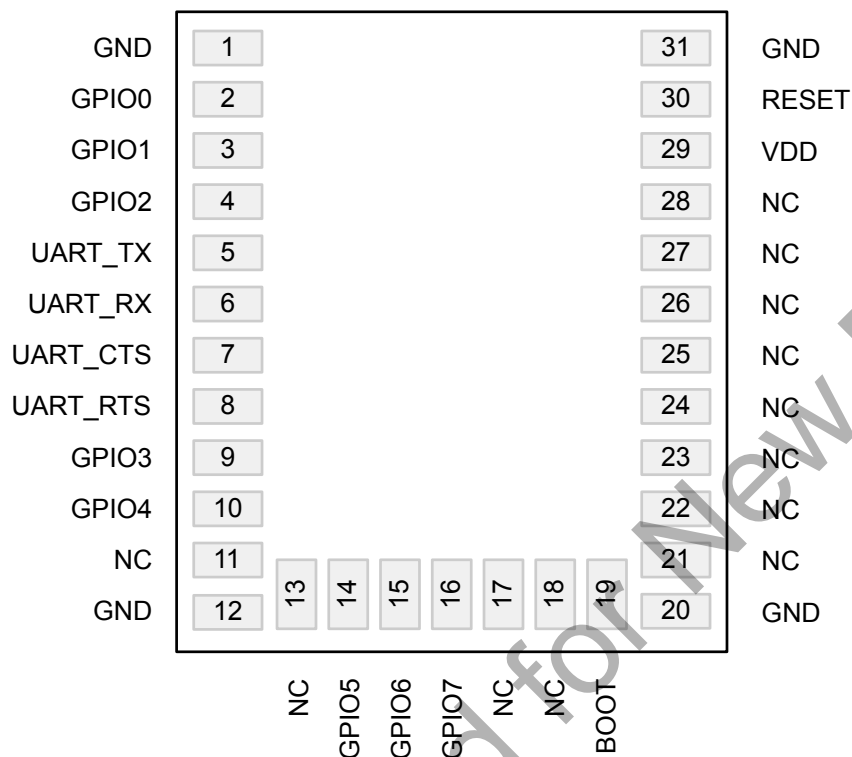 GND 1 31 GND
GPIO0 2 30 RESET
GPIO1 3 29 VDD
GPIO2 4 28 NC
UART_TX 5 27 NC
UART_RX 6 26 NC
UART_CTS 7 25 NC
UART_RTS 8 24 NC
GPIO3 9 23 NC
GPIO4 10 22 NC
NC 11 21 NC
GND 12 20 GND
13 14 15 16 17 18 19
NC GPIO5 GPIO6 GPIO7 NC NC BOOT
for New